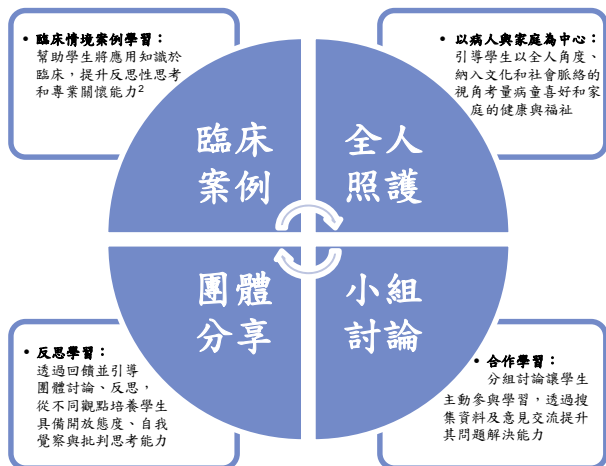 • 臨床情境案例學習：
幫助學生將應用知識於
臨床，提升反思性思考
和專業關懷能力²
• 以病人與家庭為中心：
引導學生以全人角度、
納入文化和社會脈絡的
視角考量病童喜好和家
庭的健康與福祉
臨床
案例
全人
照護
團體
分享
小組
討論
• 反思學習：
透過回饋並引導
團體討論、反思，
從不同觀點培養學生
具備開放態度、自我
覺察與批判思考能力
• 合作學習：
分組討論讓學生
主動參與學習，透過搜
集資料及意見交流提升
其問題解決能力